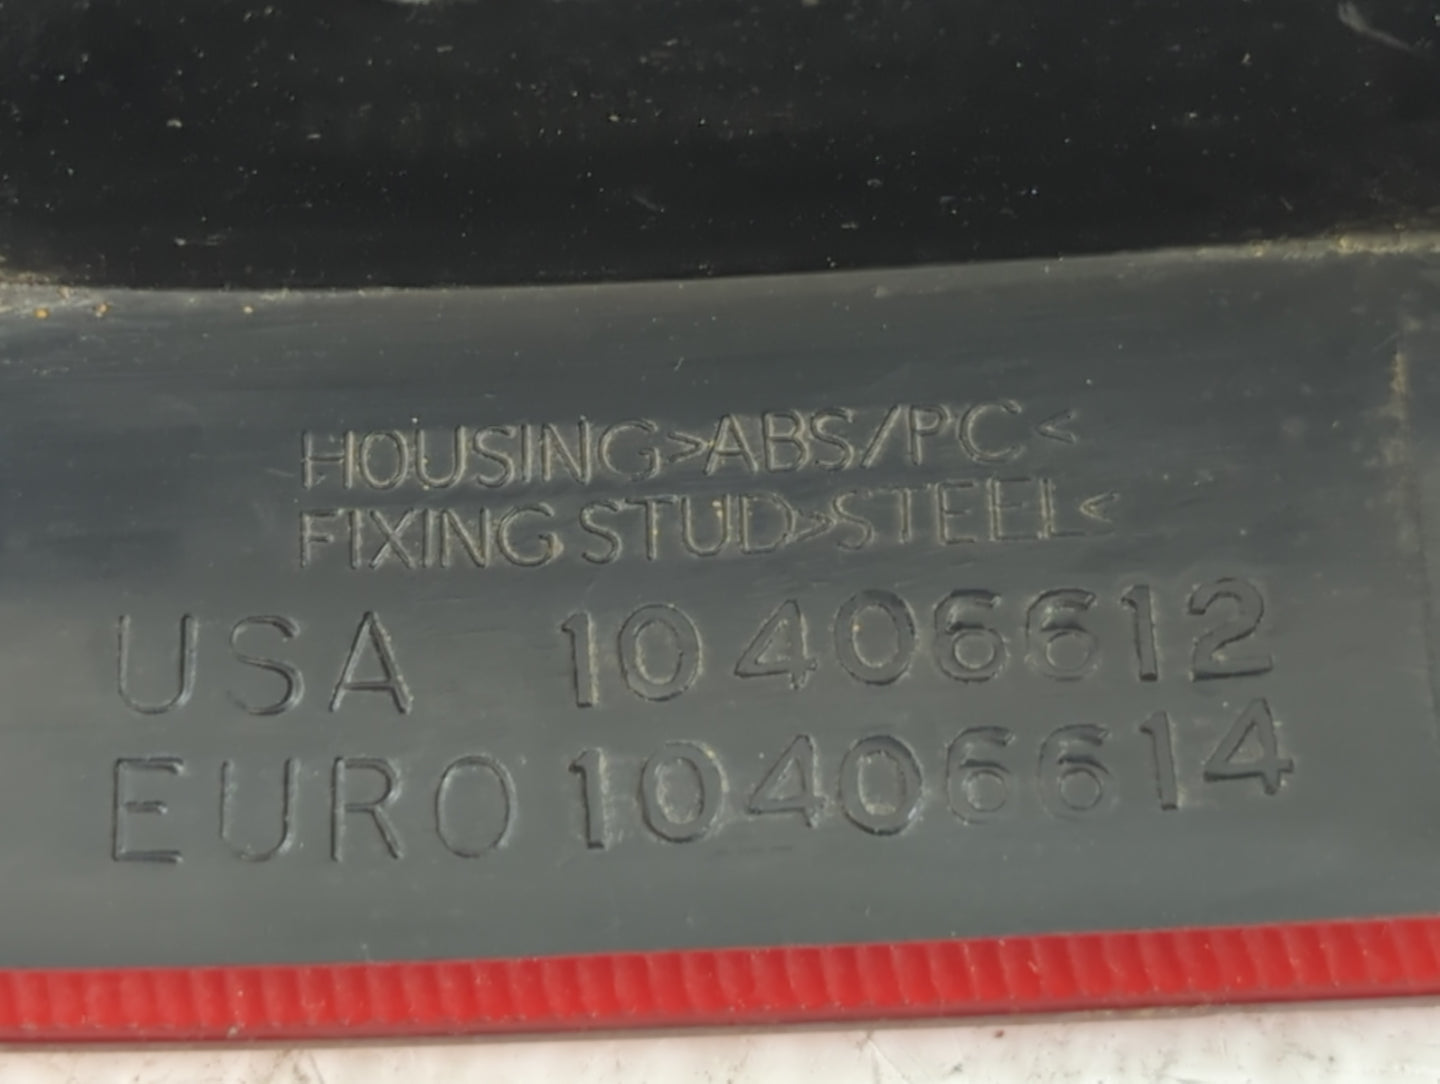 HOUSING>ABS/PC<
FIXING STUD>STEEL<
USA 10406612
EURO 10406614